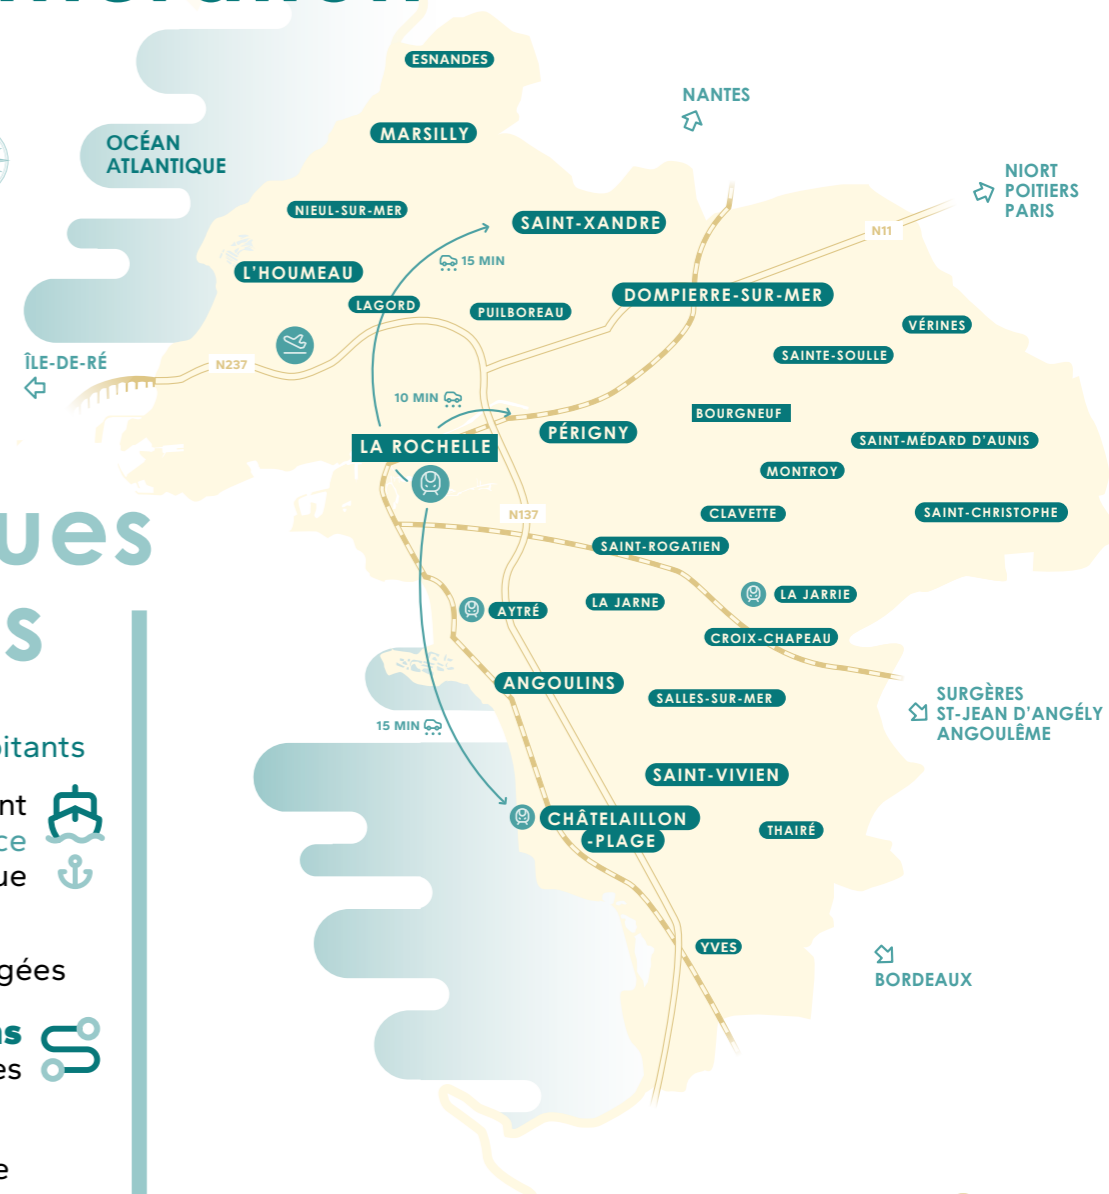 ESNANDES
NANTES
MARSILLY
OCÉAN
ATLANTIQUE
NIORT
POITIERS
PARIS
NIEUL-SUR-MER
SAINT-XANDRE
N11
15 MIN
L'HOUMEAU
DOMPIERRE-SUR-MER
LAGORD
PUILBOREAU
VÉRINES
SAINTE-SOULLE
ÎLE-DE-RÉ
N237
10 MIN
BOURGNEUF
PÉRIGNY
SAINT-MÉDARD D'AUNIS
LA ROCHELLE
MONTROY
N137
CLAVETTE
SAINT-CHRISTOPHE
ues
SAINT-ROGATIEN
LA JARRIE
LA JARNE
AYTRÉ
s
CROIX-CHAPEAU
ANGOULINS
SALLES-SUR-MER
SURGÈRES
ST-JEAN D'ANGÉLY
ANGOULÊME
15 MIN
bitants
SAINT-VIVIEN
nt
CHÂTELAILLON
-PLAGE
THAIRÉ
ce
ue
YVES
gées
BORDEAUX
ns
es
e